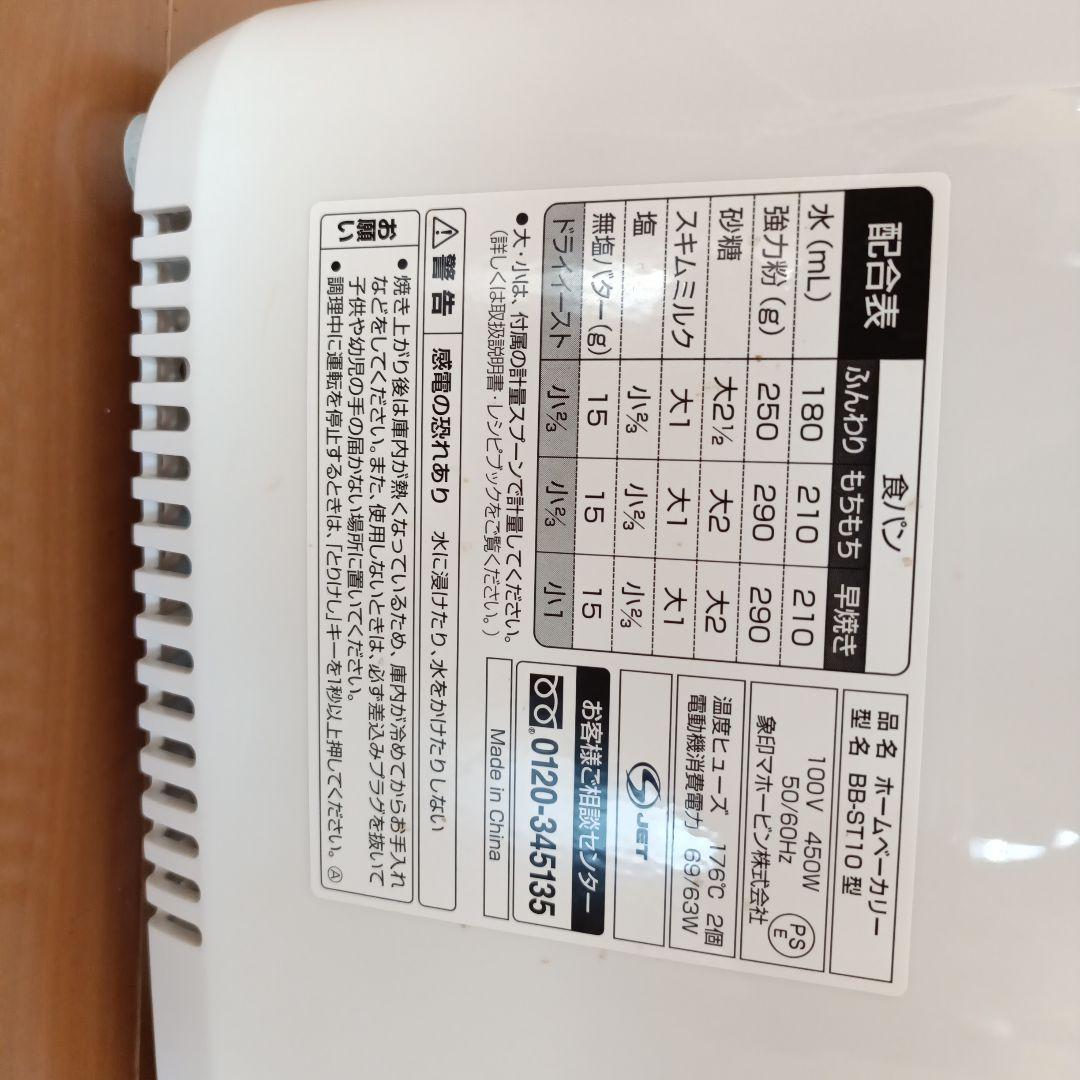 配合表
食パン
ふんわり もちもち 早焼き
水(mL) 180 210 210
強力粉(g) 250 290 290
砂糖 大2½ 大2 大2
スキムミルク 大1 大1 大1
塩 小⅔ 小⅔ 小⅔
無塩バター(g) 15 15 15
ドライイースト 小⅔ 小⅔ 小1
●大・小は、付属の計量スプーンで計量してください。
(詳しくは取扱説明書・レシピブックをご覧ください。)
品名 ホームベーカリー
型名 BB-ST10型
100V 450W
50/60Hz
象印マホービン株式会社
PS
E
温度ヒューズ 176℃ 2個
電動機消費電力 69/63W
S JET
お客様ご相談センター
0120-345135
Made in China
警告 感電の恐れあり 水に浸けたり、水をかけたりしない
お願い
●焼き上がり後は庫内が熱くなっているため、庫内が冷めてからお手入れ
などをしてください。また、使用しないときは、必ず差込みプラグを抜いて
子供や幼児の手の届かない場所に置いてください。
●調理中に運転を停止するときは、「とりけし」キーを1秒以上押してください。Ⓐ